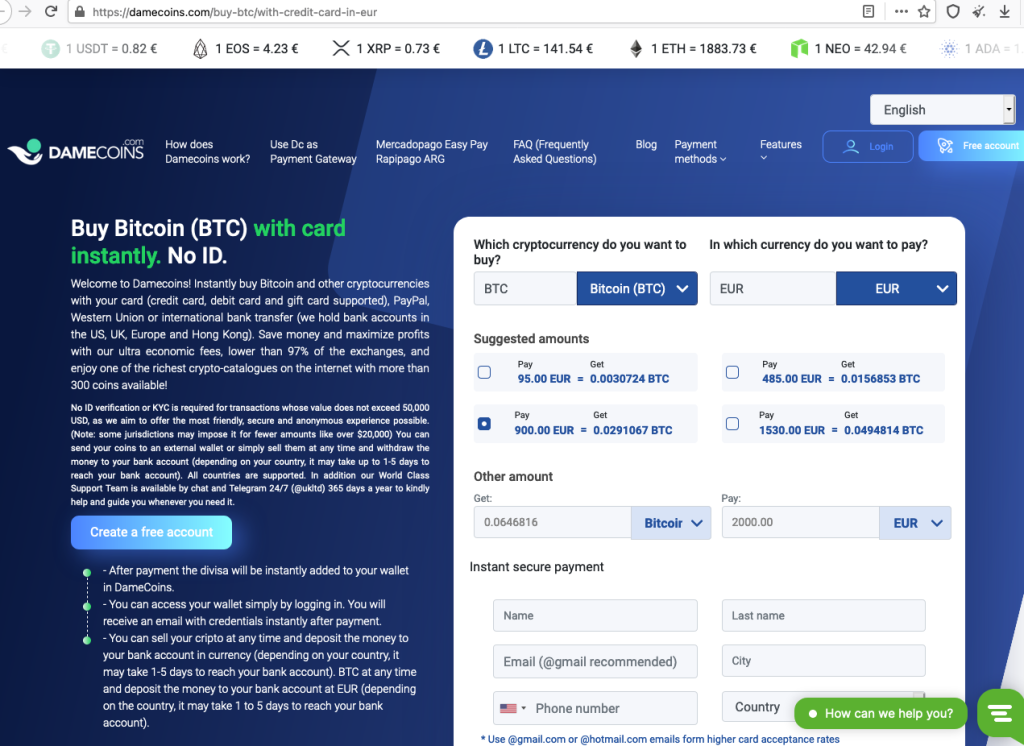 https://damecoins.com/buy-btc/with-credit-card-in-eur
1 USDT = 0.82 € 1 EOS = 4.23 € 1 XRP = 0.73 € 1 LTC = 141.54 € 1 ETH = 1883.73 € 1 NEO = 42.94 € 1 ADA = 1.
English
DAMECOINS .com
How does
Damecoins work?
Use Dc as
Payment Gateway
Mercadopago Easy Pay
Rapipago ARG
FAQ (Frequently
Asked Questions)
Blog
Payment
methods
Features
Login
Free account
Buy Bitcoin (BTC) with card
instantly. No ID.
Welcome to Damecoins! Instantly buy Bitcoin and other cryptocurrencies
with your card (credit card, debit card and gift card supported), PayPal,
Western Union or international bank transfer (we hold bank accounts in
the US, UK, Europe and Hong Kong). Save money and maximize profits
with our ultra economic fees, lower than 97% of the exchanges, and
enjoy one of the richest crypto-catalogues on the internet with more than
300 coins available!
No ID verification or KYC is required for transactions whose value does not exceed 50,000
USD, as we aim to offer the most friendly, secure and anonymous experience possible.
(Note: some jurisdictions may impose it for fewer amounts like over $20,000) You can
send your coins to an external wallet or simply sell them at any time and withdraw the
money to your bank account (depending on your country, it may take up to 1-5 days to
reach your bank account). All countries are supported. In addition our World Class
Support Team is available by chat and Telegram 24/7 (@ukltd) 365 days a year to kindly
help and guide you whenever you need it.
Create a free account
- After payment the divisa will be instantly added to your wallet
in DameCoins.
- You can access your wallet simply by logging in. You will
receive an email with credentials instantly after payment.
- You can sell your cripto at any time and deposit the money to
your bank account in currency (depending on your country, it
may take 1-5 days to reach your bank account). BTC at any time
and deposit the money to your bank account at EUR (depending
on the country, it may take 1 to 5 days to reach your bank
account).
Which cryptocurrency do you want to
buy?
BTC
Bitcoin (BTC)
In which currency do you want to pay?
EUR
EUR
Suggested amounts
Pay Get
95.00 EUR = 0.0030724 BTC
Pay Get
485.00 EUR = 0.0156853 BTC
Pay Get
900.00 EUR = 0.0291067 BTC
Pay Get
1530.00 EUR = 0.0494814 BTC
Other amount
Get:
0.0646816
Bitcoir
Pay:
2000.00
EUR
Instant secure payment
Name
Last name
Email (@gmail recommended)
City
Phone number
Country
How can we help you?
* Use @gmail.com or @hotmail.com emails form higher card acceptance rates